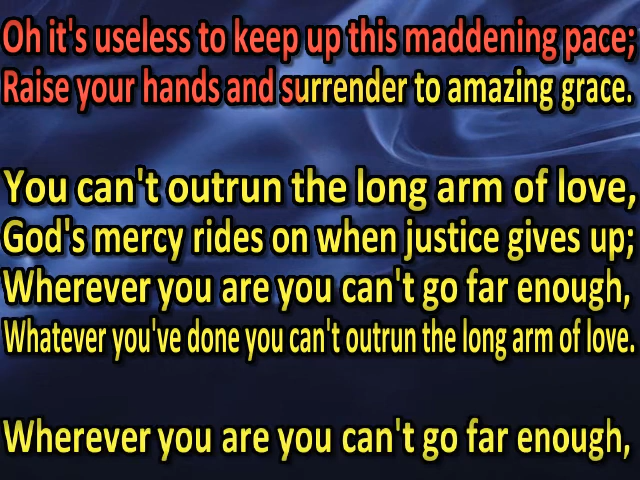 Oh it's useless to keep up this maddening pace;
Raise your hands and surrender to amazing grace.
You can't outrun the long arm of love,
God's mercy rides on when justice gives up;
Wherever you are you can't go far enough,
Whatever you've done you can't outrun the long arm of love.
Wherever you are you can't go far enough,